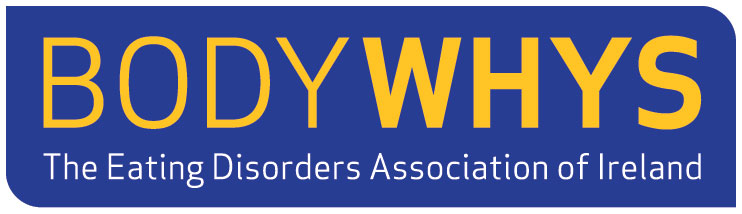 BODYWHYS
The Eating Disorders Association of Ireland